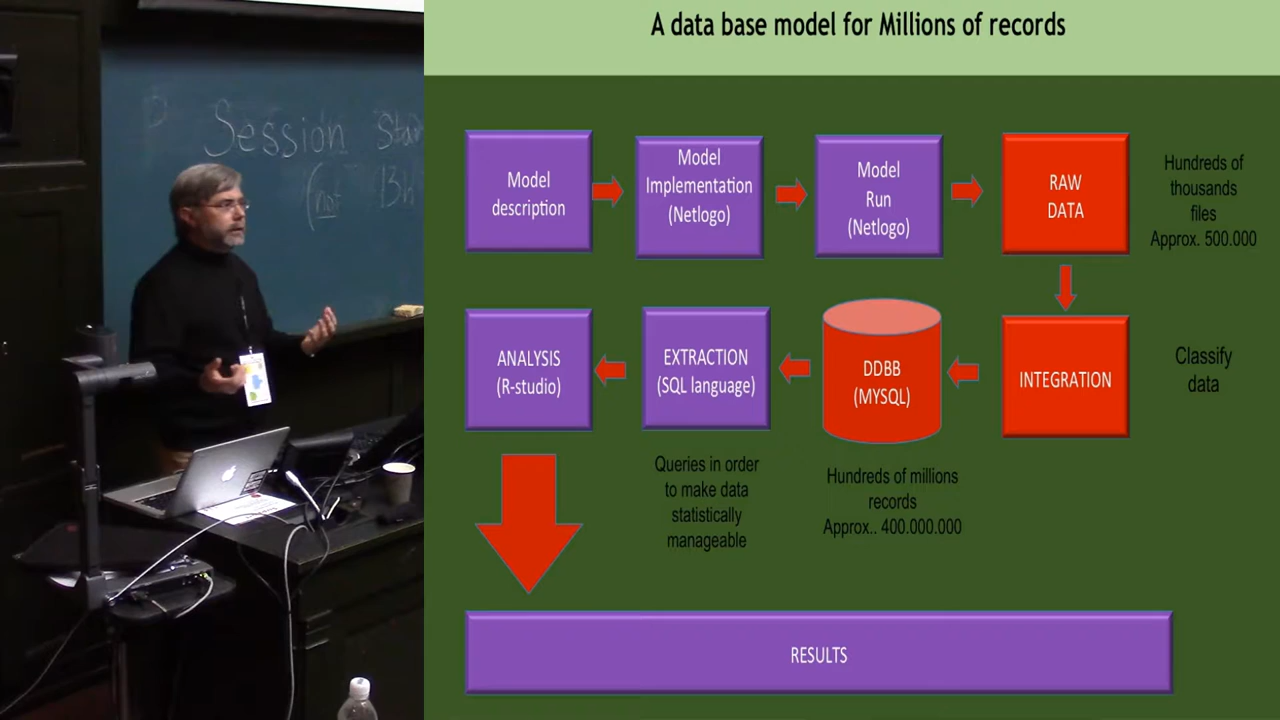 A data base model for Millions of records
Session
(not 13h
Model
description
Model
Implementation
(Netlogo)
Model
Run
(Netlogo)
RAW
DATA
Hundreds of
thousands
files
Approx. 500.000
ANALYSIS
(R-studio)
EXTRACTION
(SQL language)
DDBB
(MYSQL)
INTEGRATION
Classify
data
Queries in order
to make data
statistically
manageable
Hundreds of millions
records
Approx.. 400.000.000
RESULTS